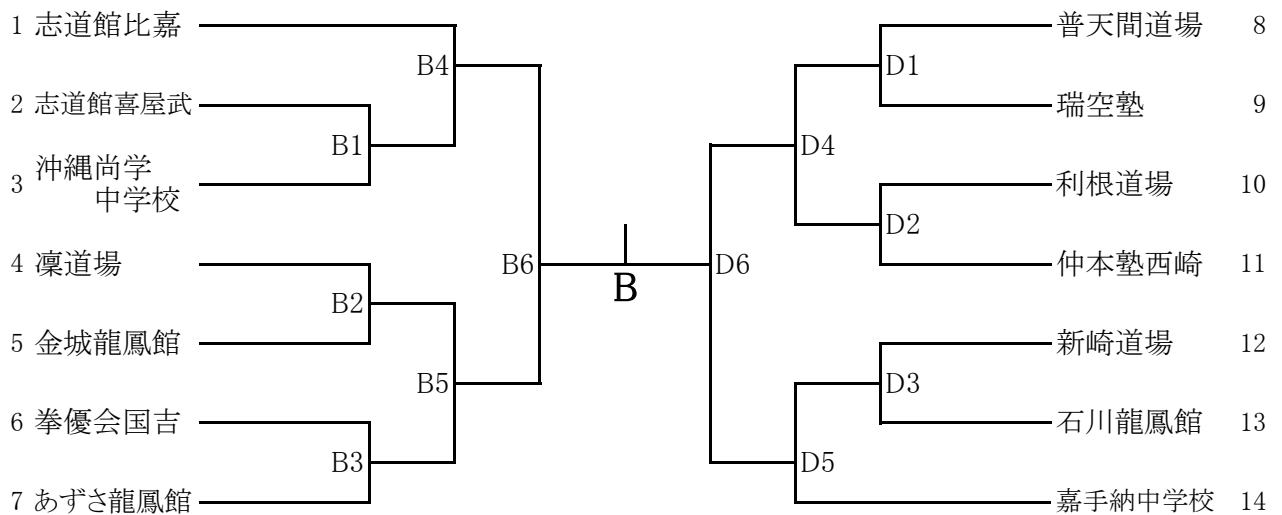 1 志道館比嘉
B4
2 志道館喜屋武
B1
3 沖縄尚学
中学校
4 凜道場
B2
5 金城龍鳳館
B5
6 拳優会国吉
B3
7 あずさ龍鳳館
B6
B
D6
普天間道場 8
D1
瑞空塾 9
D4
利根道場 10
D2
仲本塾西崎 11
新崎道場 12
D3
石川龍鳳館 13
D5
嘉手納中学校 14